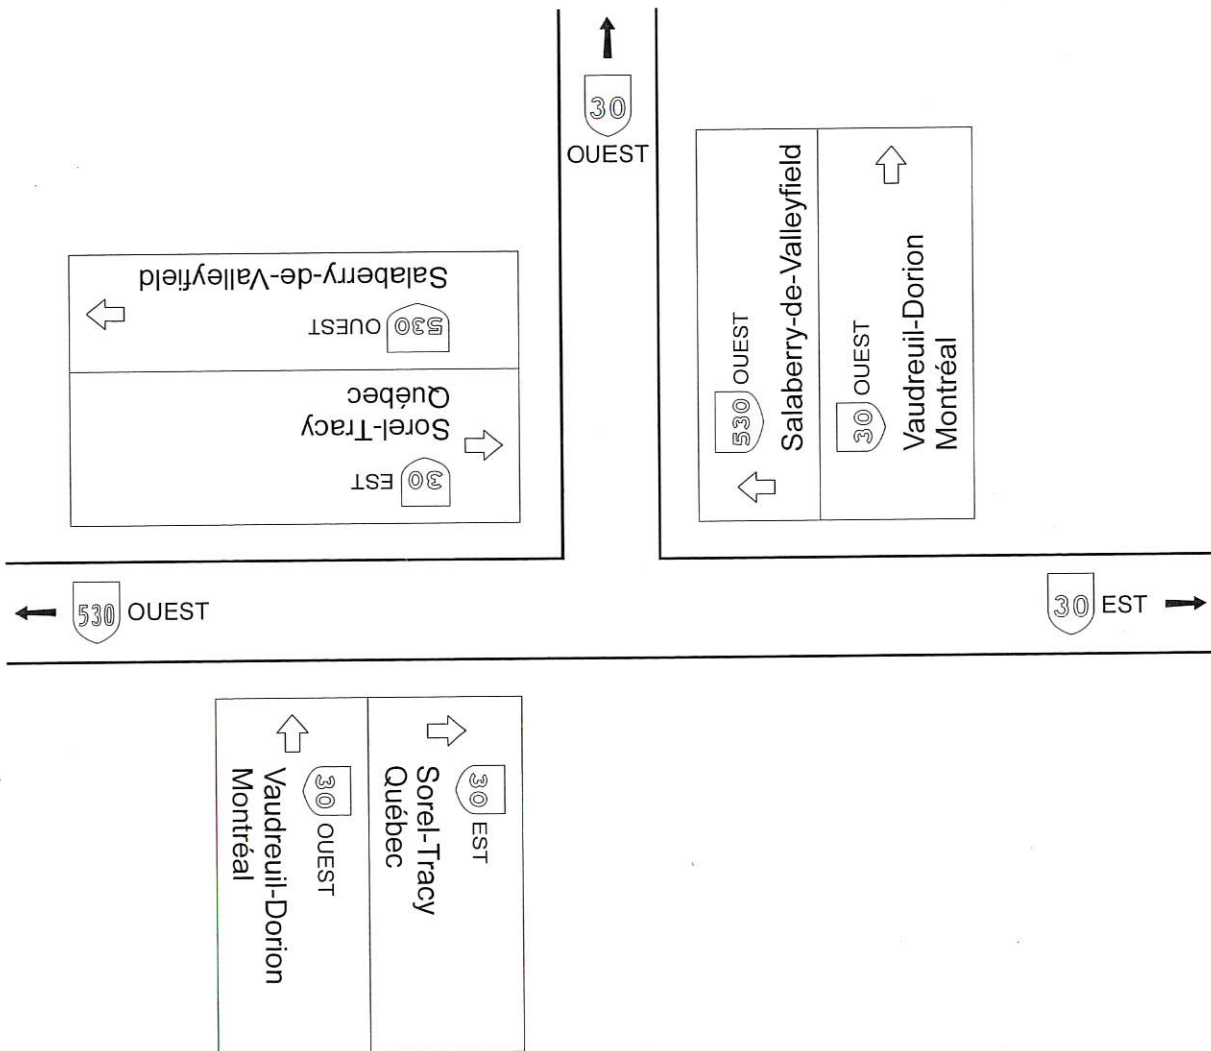 30
OUEST
530 OUEST
Salaberry-de-Valleyfield
30 OUEST
Vaudreuil-Dorion
Montréal
30 EST
Sorel-Tracy
Québec
530 OUEST
Salaberry-de-Valleyfield
530 OUEST
30 EST
30 OUEST
Vaudreuil-Dorion
Montréal
30 EST
Sorel-Tracy
Québec